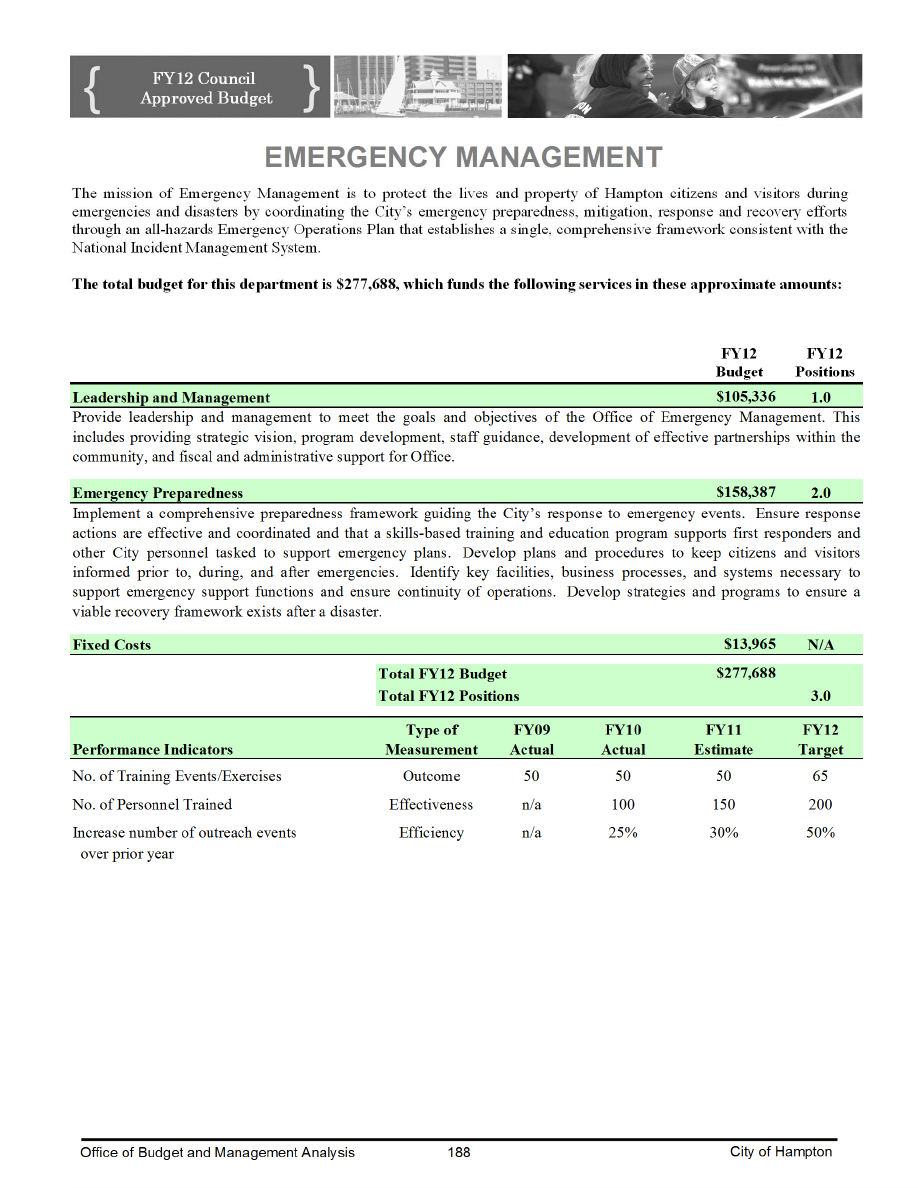 FY12 Council
Approved Budget
EMERGENCY MANAGEMENT
The mission of Emergency Management is to protect the lives and property of Hampton citizens and visitors during
emergencies and disasters by coordinating the City's emergency preparedness, mitigation, response and recovery efforts
through an all-hazards Emergency Operations Plan that establishes a single, comprehensive framework consistent with the
National Incident Management System.
The total budget for this department is $277,688, which funds the following services in these approximate amounts:
FY12 FY12
Budget Positions
Leadership and Management $105,336 1.0
Provide leadership and management to meet the goals and objectives of the Office of Emergency Management. This
includes providing strategic vision, program development, staff guidance, development of effective partnerships within the
community, and fiscal and administrative support for Office.
Emergency Preparedness $158,387 2.0
Implement a comprehensive preparedness framework guiding the City's response to emergency events. Ensure response
actions are effective and coordinated and that a skills-based training and education program supports first responders and
other City personnel tasked to support emergency plans. Develop plans and procedures to keep citizens and visitors
informed prior to, during, and after emergencies. Identify key facilities, business processes, and systems necessary to
support emergency support functions and ensure continuity of operations. Develop strategies and programs to ensure a
viable recovery framework exists after a disaster.
Fixed Costs $13,965 N/A
Total FY12 Budget $277,688
Total FY12 Positions 3.0
Type of FY09 FY10 FY11 FY12
Performance Indicators Measurement Actual Actual Estimate Target
No. of Training Events/Exercises Outcome 50 50 50 65
No. of Personnel Trained Effectiveness n/a 100 150 200
Increase number of outreach events Efficiency n/a 25% 30% 50%
over prior year
Office of Budget and Management Analysis 188 City of Hampton